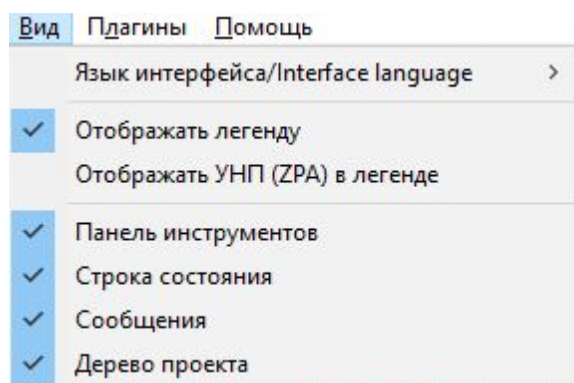 Вид Плагины Помощь
Язык интерфейса/Interface language
Отображать легенду
Отображать УНП (ZPA) в легенде
Панель инструментов
Строка состояния
Сообщения
Дерево проекта